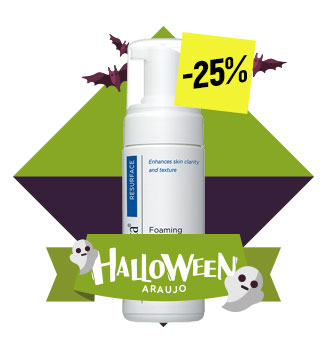 -25%
RESURFACE
Enhances skin clarity
and texture
Foaming
HALLOWEEN
ARAUJO